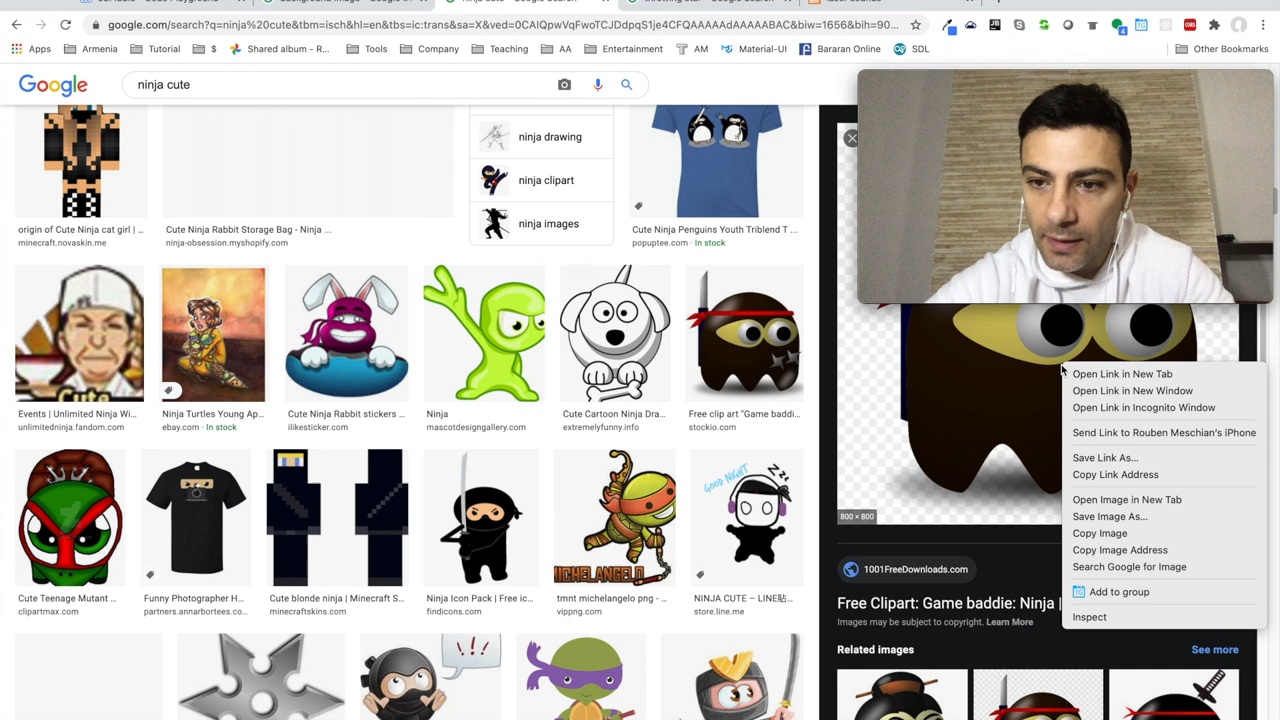 ninja cute
throwing star - Google Search
google.com/search?q=ninja%20cute&tbm=isch&hl=en&tbs=ic:trans&sa=X&ved=0CAIQpwVqFwoTCJDdpqS1je4CFQAAAAAdAAAAABAC&biw=1656&bih=90...
Apps Armenia Tutorial $ Shared album - R... Tools Company Teaching AA Entertainment AM Material-UI Bararan Online SDL Other Bookmarks
Google ninja cute
ninja drawing
ninja clipart
ninja images
origin of Cute Ninja cat girl | ...
minecraft.novaskin.me
Cute Ninja Rabbit Storage Bag - Ninja ...
ninja-obsession.myshopify.com
Cute Ninja Penguins Youth Triblend T ...
popuptee.com · In stock
Cute
Events | Unlimited Ninja Wi...
unlimitedninja.fandom.com
Ninja Turtles Young Ap...
ebay.com · In stock
Cute Ninja Rabbit stickers ...
ilikesticker.com
Ninja
mascotdesigngallery.com
Cute Cartoon Ninja Dra...
extremelyfunny.info
Free clip art "Game baddi...
stockio.com
MICHELANGELO
GOOD NIGHT
Z Z Z
Cute Teenage Mutant ...
clipartmax.com
Funny Photographer H...
partners.annarbortees.co...
Cute blonde ninja | Minecraft S...
minecraftskins.com
Ninja Icon Pack | Free ic...
findicons.com
tmnt michelangelo png - ...
vippng.com
NINJA CUTE – LINE貼...
store.line.me
!!!
800 × 800
1001FreeDownloads.com
Free Clipart: Game baddie: Ninja |
Images may be subject to copyright. Learn More
Related images See more
Open Link in New Tab
Open Link in New Window
Open Link in Incognito Window
Send Link to Rouben Meschian's iPhone
Save Link As...
Copy Link Address
Open Image in New Tab
Save Image As...
Copy Image
Copy Image Address
Search Google for Image
Add to group
Inspect